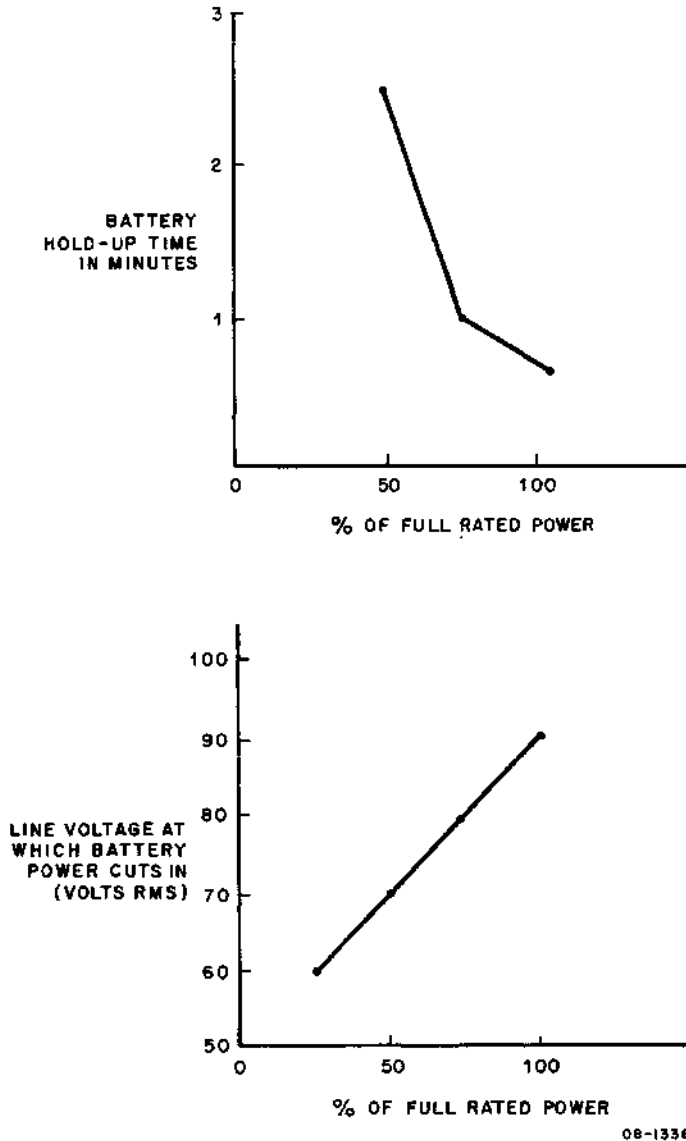 3
2
BATTERY
HOLD-UP TIME
IN MINUTES
1
0 50 100
% OF FULL RATED POWER
100
90
80
LINE VOLTAGE AT
WHICH BATTERY
POWER CUTS IN
(VOLTS RMS)
70
60
50
0 50 100
% OF FULL RATED POWER
08-1336